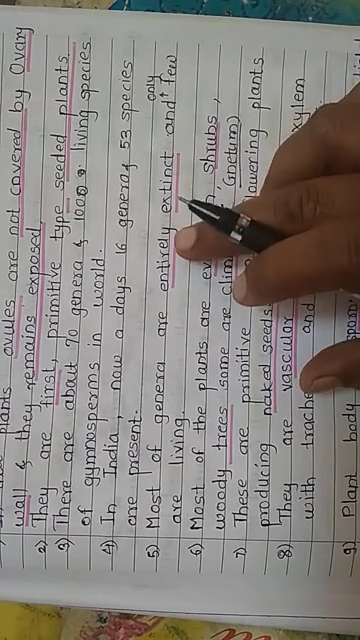 plants ovules are not covered by Ovary
wall & they remains exposed
2) They are first, primitive type seeded plants
3) There are about 70 genera & 1000 living species
of gymnosperms in world.
4) In India, now a days 16 genera & 53 species
are present.
5) Most of genera are entirely extinct and only few
are living.
6) Most of the plants are shrubs,
woody trees some are (Gnetum)
7) These are primitive flowering plants
producing naked seeds.
8) They are vascular xylem
with and
9) Plant body